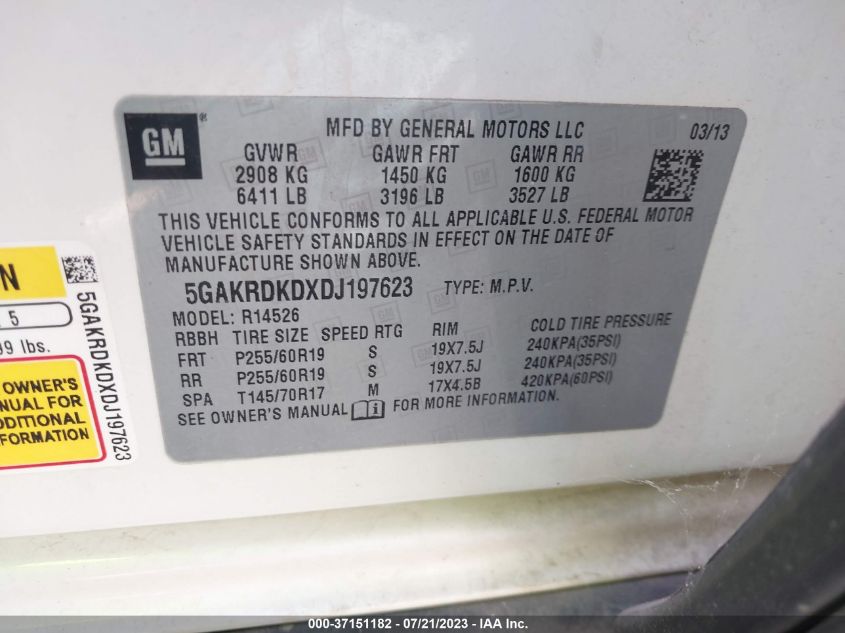 GM
MFD BY GENERAL MOTORS LLC 03/13
GVWR GAWR FRT GAWR RR
2908 KG 1450 KG 1600 KG
6411 LB 3196 LB 3527 LB
THIS VEHICLE CONFORMS TO ALL APPLICABLE U.S. FEDERAL MOTOR
VEHICLE SAFETY STANDARDS IN EFFECT ON THE DATE OF
MANUFACTURE SHOWN ABOVE.
5GAKRDKDXDJ197623 TYPE: M.P.V.
MODEL: R14526
RBBH TIRE SIZE SPEED RTG RIM COLD TIRE PRESSURE
FRT P255/60R19 S 19X7.5J 240KPA(35PSI)
RR P255/60R19 S 19X7.5J 240KPA(35PSI)
SPA T145/70R17 M 17X4.5B 420KPA(60PSI)
SEE OWNER'S MANUAL FOR MORE INFORMATION.
N
5
99 lbs.
OWNER'S
NUAL FOR
DDITIONAL
FORMATION
5GAKRDKDXDJ197623
000-37151182 / 07/21/2023 - IAA Inc.